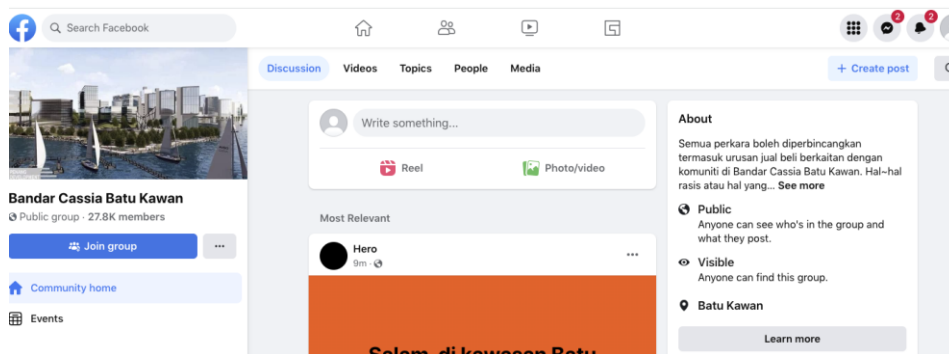 Search Facebook
2
2
Discussion
Videos
Topics
People
Media
+ Create post
Bandar Cassia Batu Kawan
Public group · 27.8K members
Join group
Community home
Events
Write something...
Reel
Photo/video
Most Relevant
Hero
9m ·
Salam, di kawasan Batu
About
Semua perkara boleh diperbincangkan
termasuk urusan jual beli berkaitan dengan
komuniti di Bandar Cassia Batu Kawan. Hal~hal
rasis atau hal yang... See more
Public
Anyone can see who's in the group and
what they post.
Visible
Anyone can find this group.
Batu Kawan
Learn more